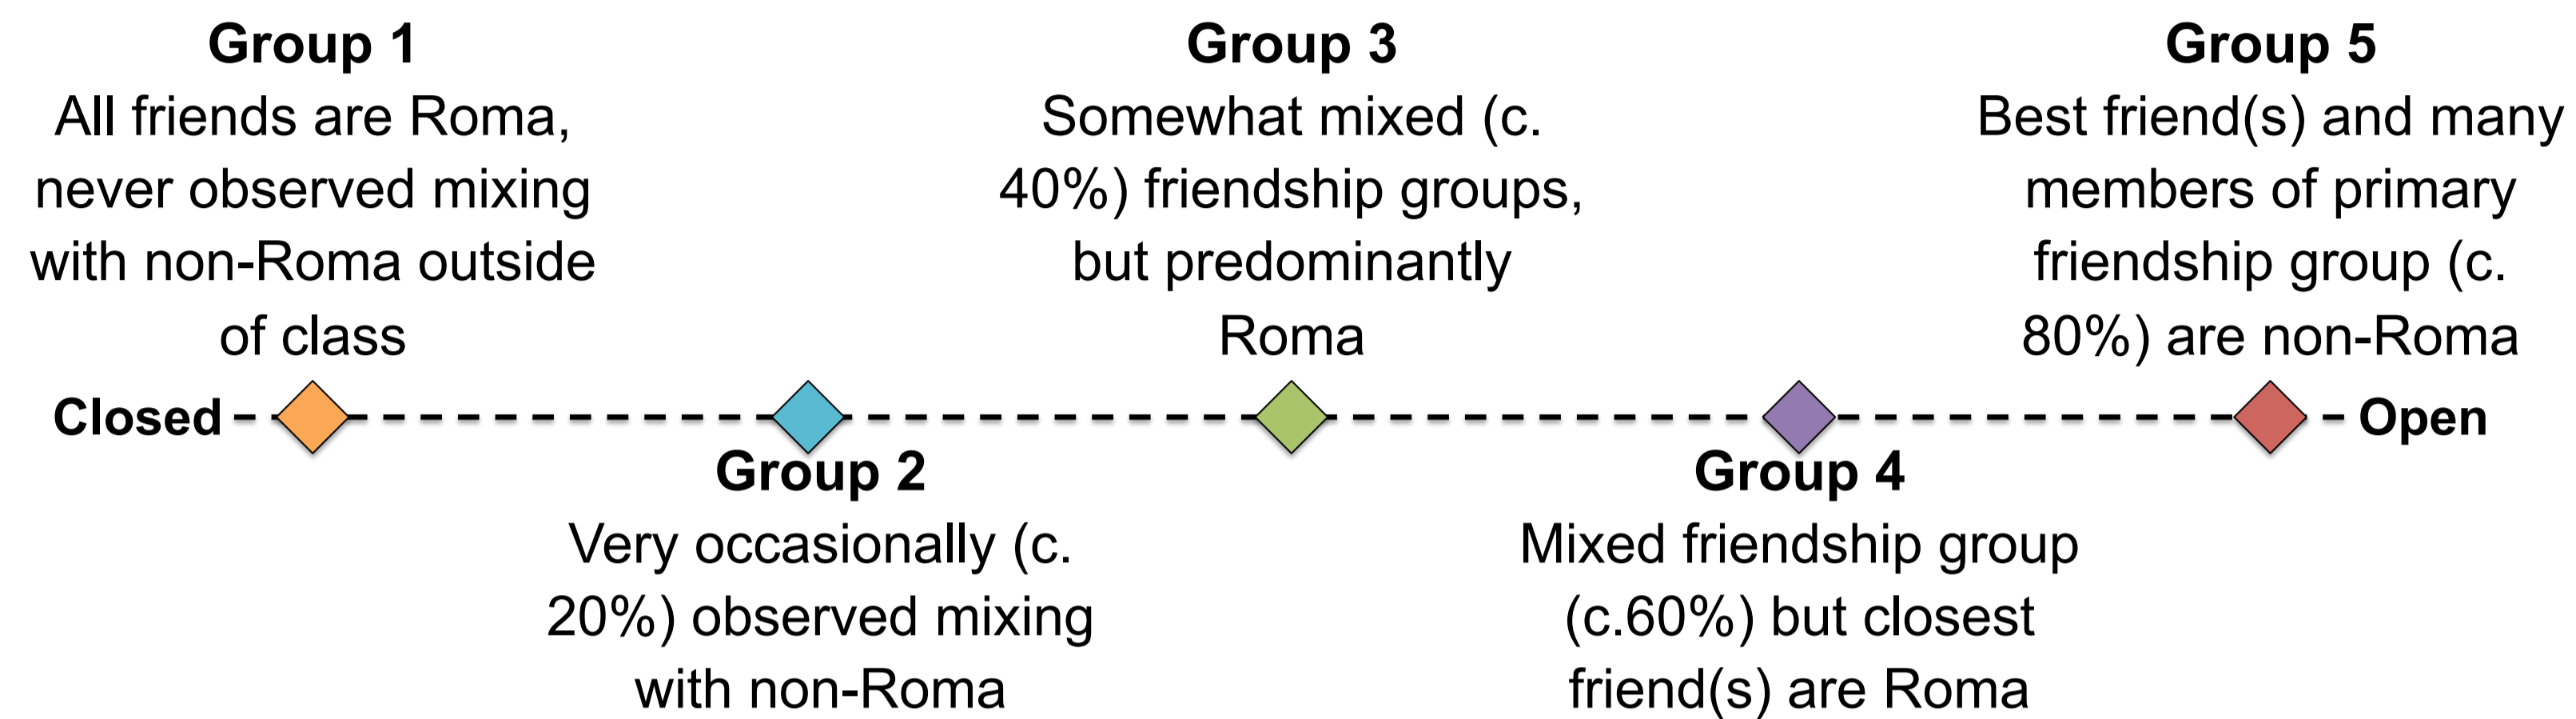 Group 1
All friends are Roma,
never observed mixing
with non-Roma outside
of class
Group 3
Somewhat mixed (c.
40%) friendship groups,
but predominantly
Roma
Group 5
Best friend(s) and many
members of primary
friendship group (c.
80%) are non-Roma
Closed
Open
Group 2
Very occasionally (c.
20%) observed mixing
with non-Roma
Group 4
Mixed friendship group
(c.60%) but closest
friend(s) are Roma